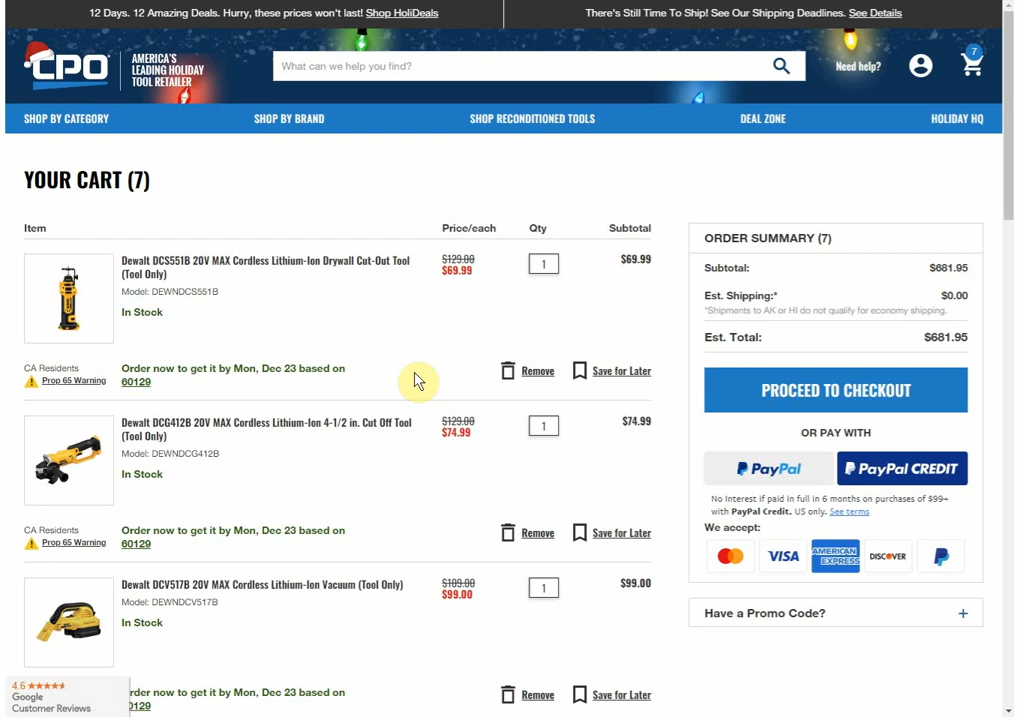 12 Days. 12 Amazing Deals. Hurry, these prices won't last! Shop HoliDeals
There's Still Time To Ship! See Our Shipping Deadlines. See Details
CPO
AMERICA'S
LEADING HOLIDAY
TOOL RETAILER
What can we help you find?
Need help?
7
SHOP BY CATEGORY
SHOP BY BRAND
SHOP RECONDITIONED TOOLS
DEAL ZONE
HOLIDAY HQ
YOUR CART (7)
Item
Price/each
Qty
Subtotal
Dewalt DCS551B 20V MAX Cordless Lithium-Ion Drywall Cut-Out Tool
(Tool Only)
Model: DEWNDCS551B
In Stock
$129.00
$69.99
1
$69.99
CA Residents
Prop 65 Warning
Order now to get it by Mon, Dec 23 based on
60129
Remove
Save for Later
Dewalt DCG412B 20V MAX Cordless Lithium-Ion 4-1/2 in. Cut Off Tool
(Tool Only)
Model: DEWNDCG412B
In Stock
$129.00
$74.99
1
$74.99
CA Residents
Prop 65 Warning
Order now to get it by Mon, Dec 23 based on
60129
Remove
Save for Later
Dewalt DCV517B 20V MAX Cordless Lithium-Ion Vacuum (Tool Only)
Model: DEWNDCV517B
In Stock
$109.00
$99.00
1
$99.00
rder now to get it by Mon, Dec 23 based on
0129
Remove
Save for Later
4.6
Google
Customer Reviews
ORDER SUMMARY (7)
Subtotal: $681.95
Est. Shipping:* $0.00
*Shipments to AK or HI do not qualify for economy shipping.
Est. Total: $681.95
PROCEED TO CHECKOUT
OR PAY WITH
PayPal
PayPal CREDIT
No Interest if paid in full in 6 months on purchases of $99+
with PayPal Credit. US only. See terms
We accept:
VISA
AMERICAN
EXPRESS
DISCOVER
Have a Promo Code? +